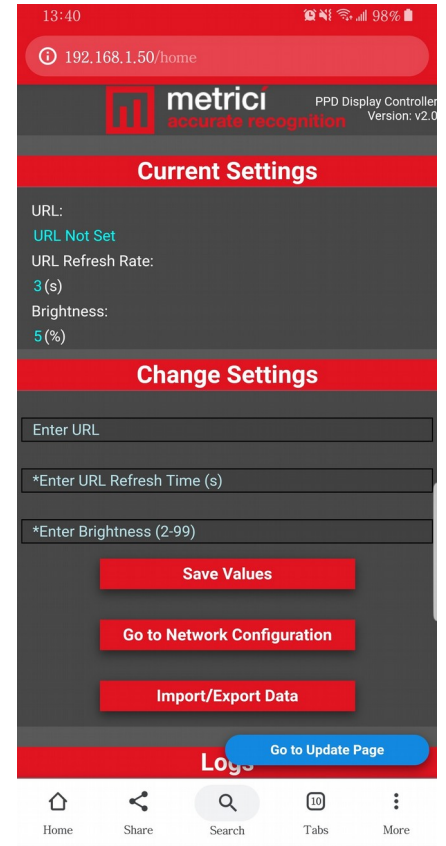 13:40
98%
192.168.1.50/home
metrici
accurate recognition
PPD Display Controller
Version: v2.0
Current Settings
URL:
URL Not Set
URL Refresh Rate:
3(s)
Brightness:
5(%)
Change Settings
Enter URL
*Enter URL Refresh Time (s)
*Enter Brightness (2-99)
Save Values
Go to Network Configuration
Import/Export Data
Logs
Go to Update Page
10
Home Share Search Tabs More